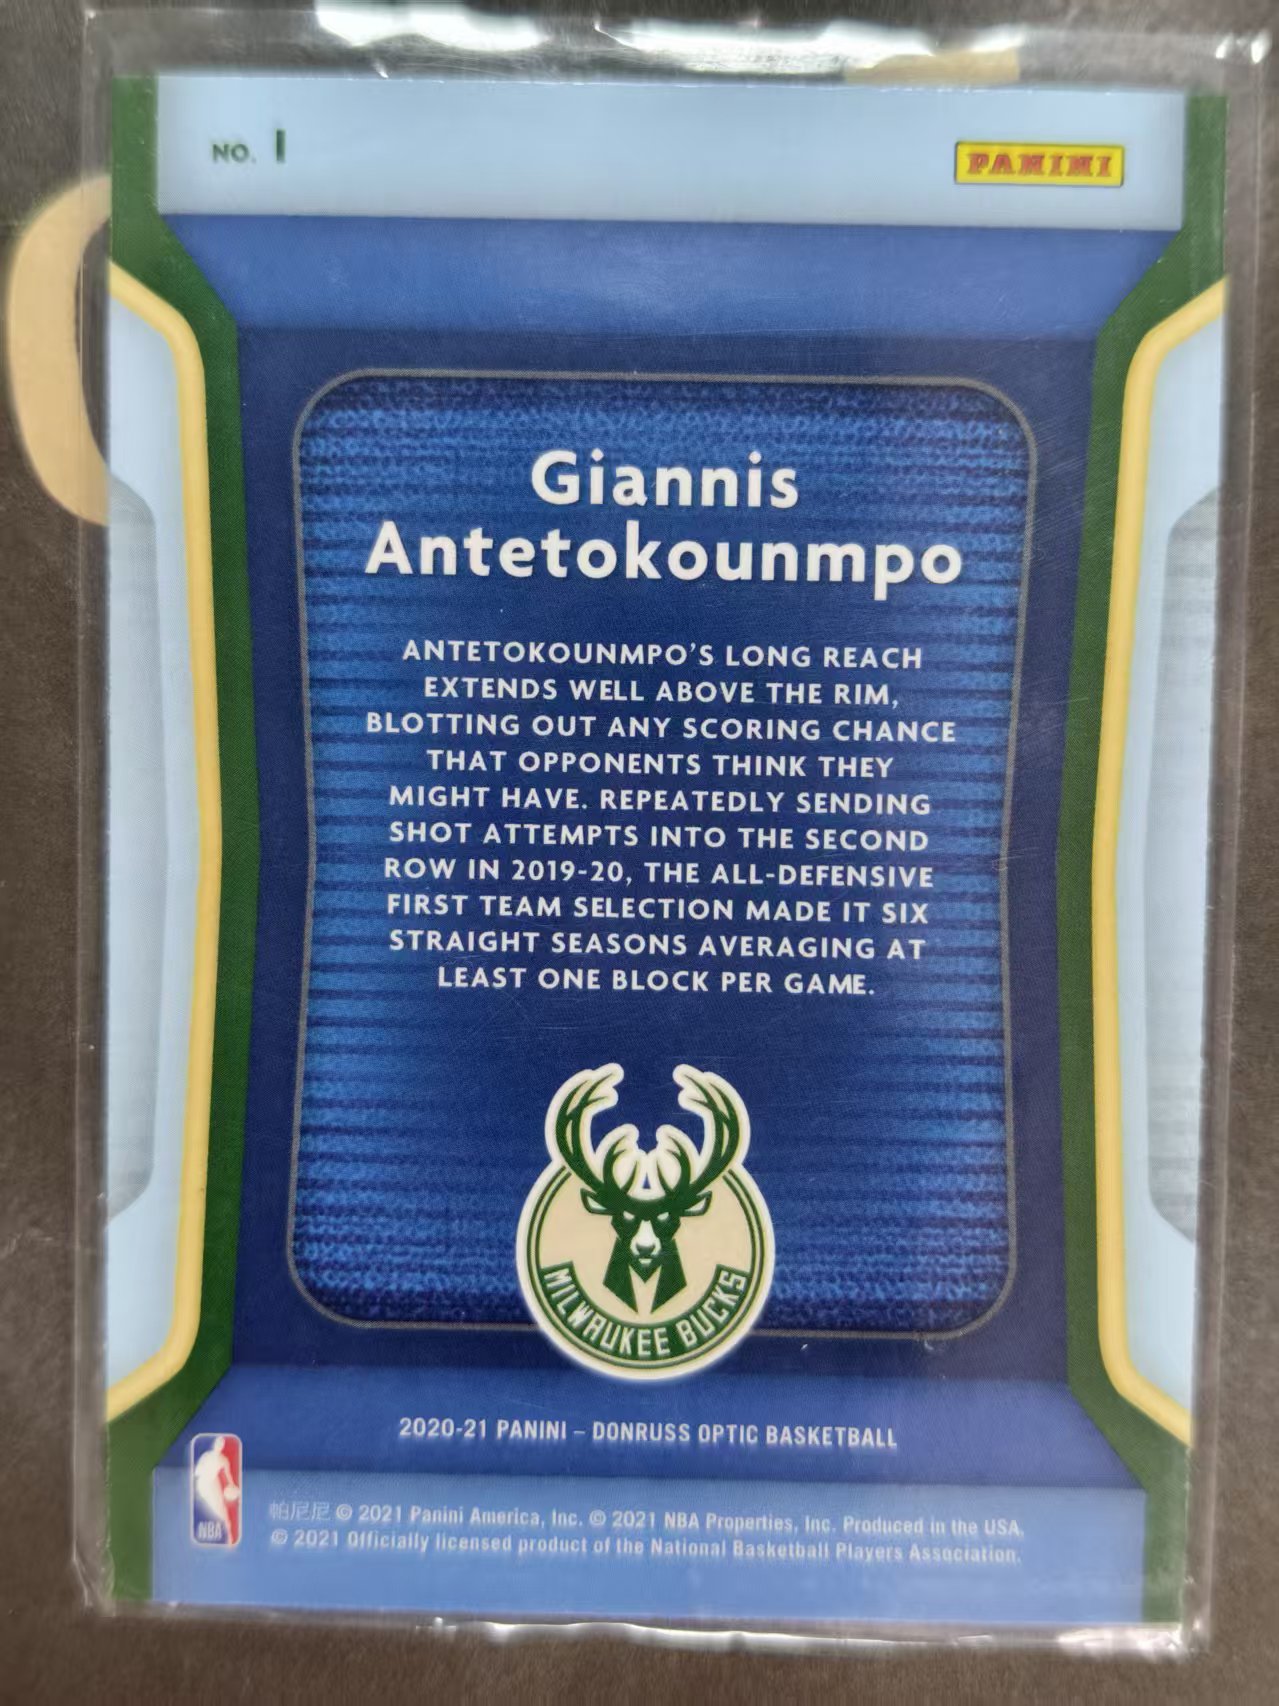 NO. 1
PANINI
Giannis
Antetokounmpo
ANTETOKOUNMPO'S LONG REACH
EXTENDS WELL ABOVE THE RIM,
BLOTTING OUT ANY SCORING CHANCE
THAT OPPONENTS THINK THEY
MIGHT HAVE. REPEATEDLY SENDING
SHOT ATTEMPTS INTO THE SECOND
ROW IN 2019-20, THE ALL-DEFENSIVE
FIRST TEAM SELECTION MADE IT SIX
STRAIGHT SEASONS AVERAGING AT
LEAST ONE BLOCK PER GAME.
MILWAUKEE BUCKS
2020-21 PANINI – DONRUSS OPTIC BASKETBALL
NBA
帕尼尼 © 2021 Panini America, Inc. © 2021 NBA Properties, Inc. Produced in the USA.
© 2021 Officially licensed product of the National Basketball Players Association.